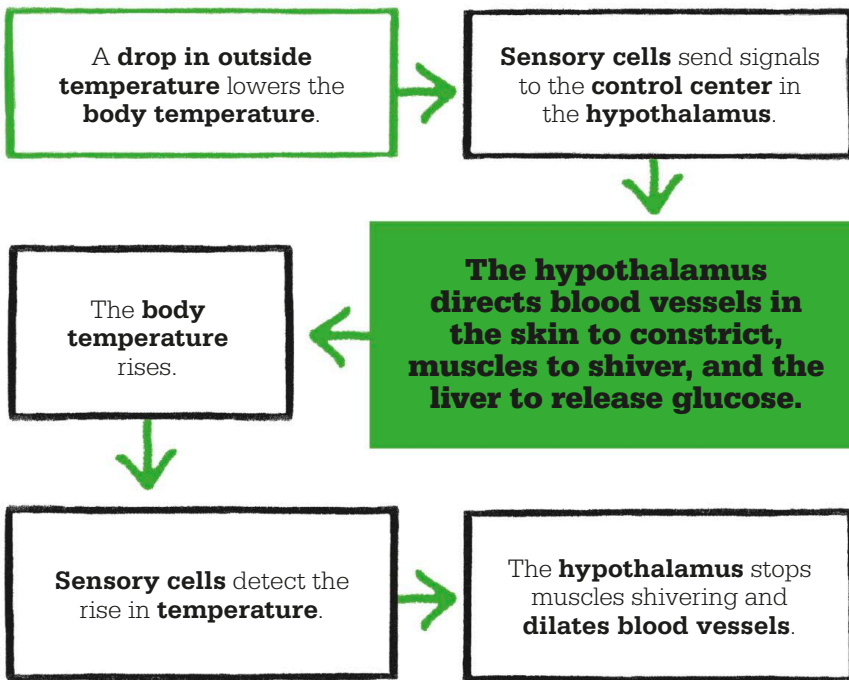 A drop in outside
temperature lowers the
body temperature.
Sensory cells send signals
to the control center in
the hypothalamus.
The hypothalamus
directs blood vessels in
the skin to constrict,
muscles to shiver, and the
liver to release glucose.
The body
temperature
rises.
Sensory cells detect the
rise in temperature.
The hypothalamus stops
muscles shivering and
dilates blood vessels.